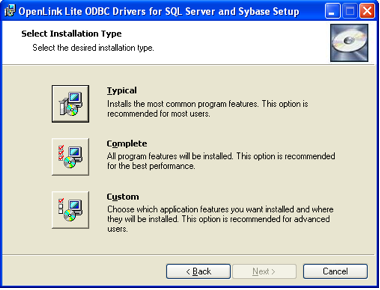 OpenLink Lite ODBC Drivers for SQL Server and Sybase Setup
Select Installation Type
Select the desired installation type.
Typical
Installs the most common program features. This option is
recommended for most users.
Complete
All program features will be installed. This option is recommended
for the best performance.
Custom
Choose which application features you want installed and where
they will be installed. This option is recommended for advanced
users.
< Back
Next >
Cancel